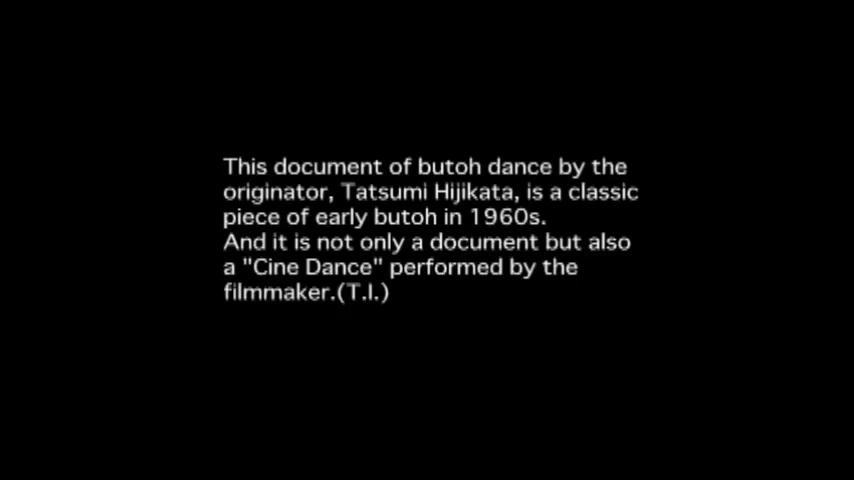 This document of butoh dance by the
originator, Tatsumi Hijikata, is a classic
piece of early butoh in 1960s.
And it is not only a document but also
a "Cine Dance" performed by the
filmmaker.(T.I.)